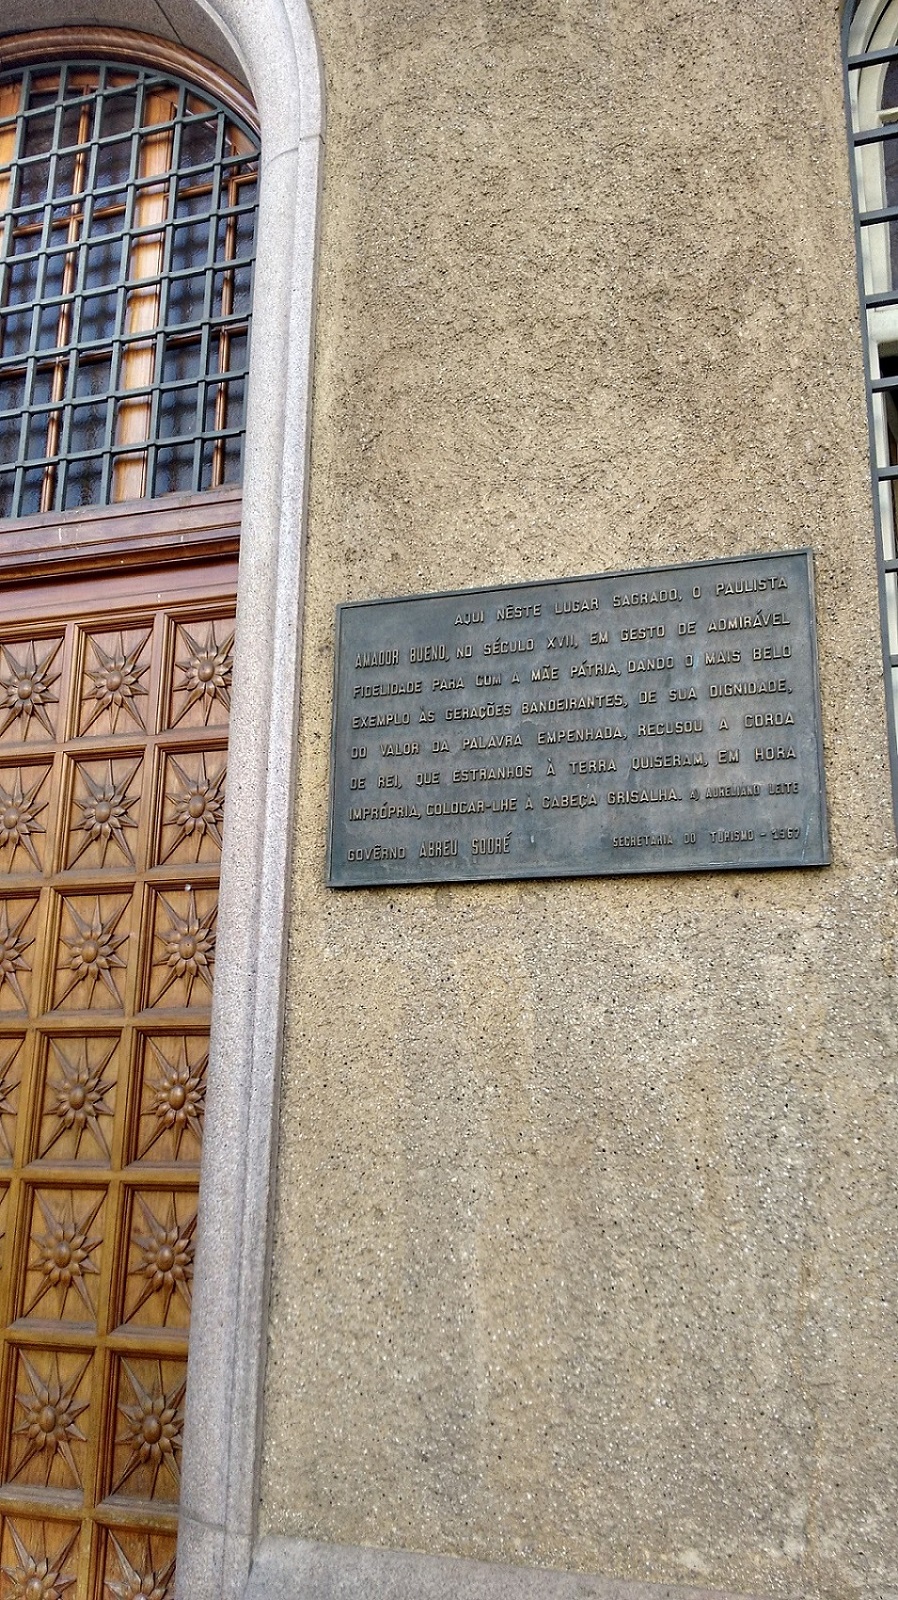 AQUI NÊSTE LUGAR SAGRADO, O PAULISTA
AMADOR BUENO, NO SÉCULO XVII, EM GESTO DE ADMIRÁVEL
FIDELIDADE PARA COM A MÃE PÁTRIA, DANDO O MAIS BELO
EXEMPLO ÀS GERAÇÕES BANDEIRANTES, DE SUA DIGNIDADE,
DO VALOR DA PALAVRA EMPENHADA, RECUSOU A COROA
DE REI, QUE ESTRANHOS À TERRA QUISERAM, EM HORA
IMPRÓPRIA, COLOCAR-LHE À CABEÇA GRISALHA. A) AURELIANO LEITE
GOVÊRNO ABREU SODRÉ SECRETARIA DO TURISMO - 1967